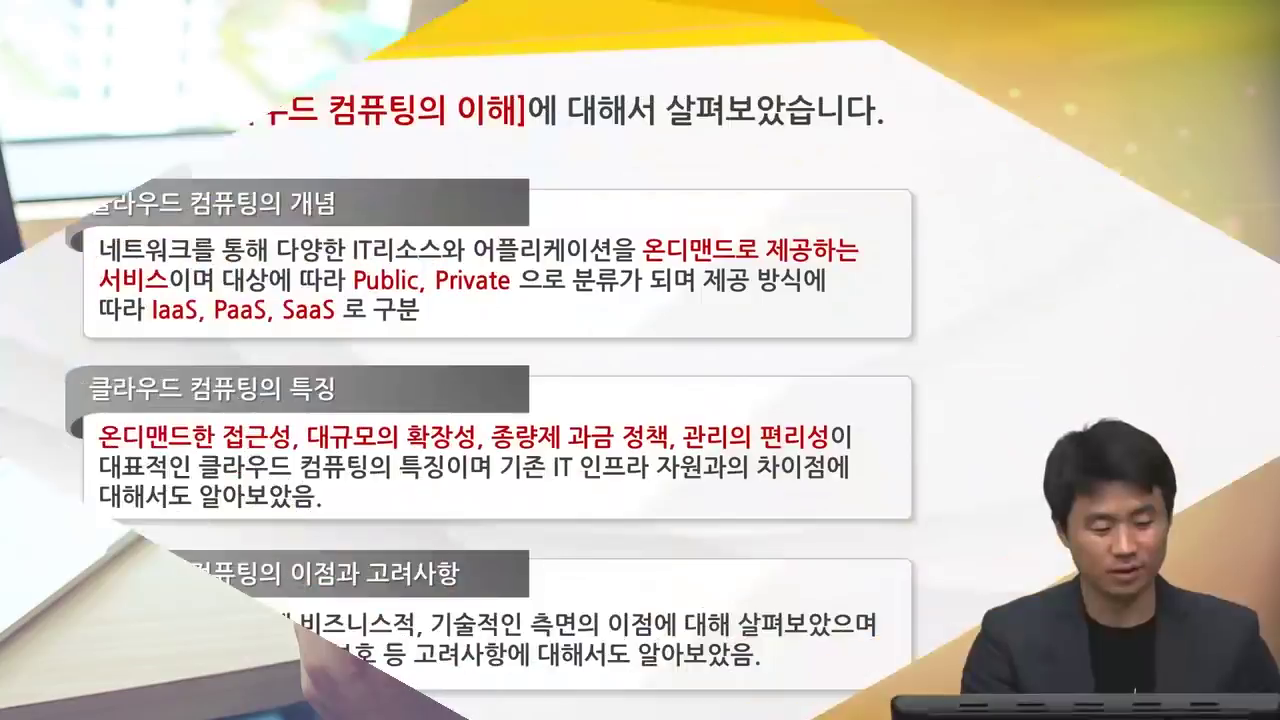 컴퓨팅의 이해]에 대해서 살펴보았습니다.
클라우드 컴퓨팅의 개념
네트워크를 통해 다양한 IT리소스와 어플리케이션을 온디맨드로 제공하는
서비스이며 대상에 따라 Public, Private 으로 분류가 되며 제공 방식에
따라 IaaS, PaaS, SaaS 로 구분
클라우드 컴퓨팅의 특징
온디맨드한 접근성, 대규모의 확장성, 종량제 과금 정책, 관리의 편리성이
대표적인 클라우드 컴퓨팅의 특징이며 기존 IT 인프라 자원과의 차이점에
대해서도 알아보았음.
컴퓨팅의 이점과 고려사항
비즈니스적, 기술적인 측면의 이점에 대해 살펴보았으며
등 고려사항에 대해서도 알아보았음.